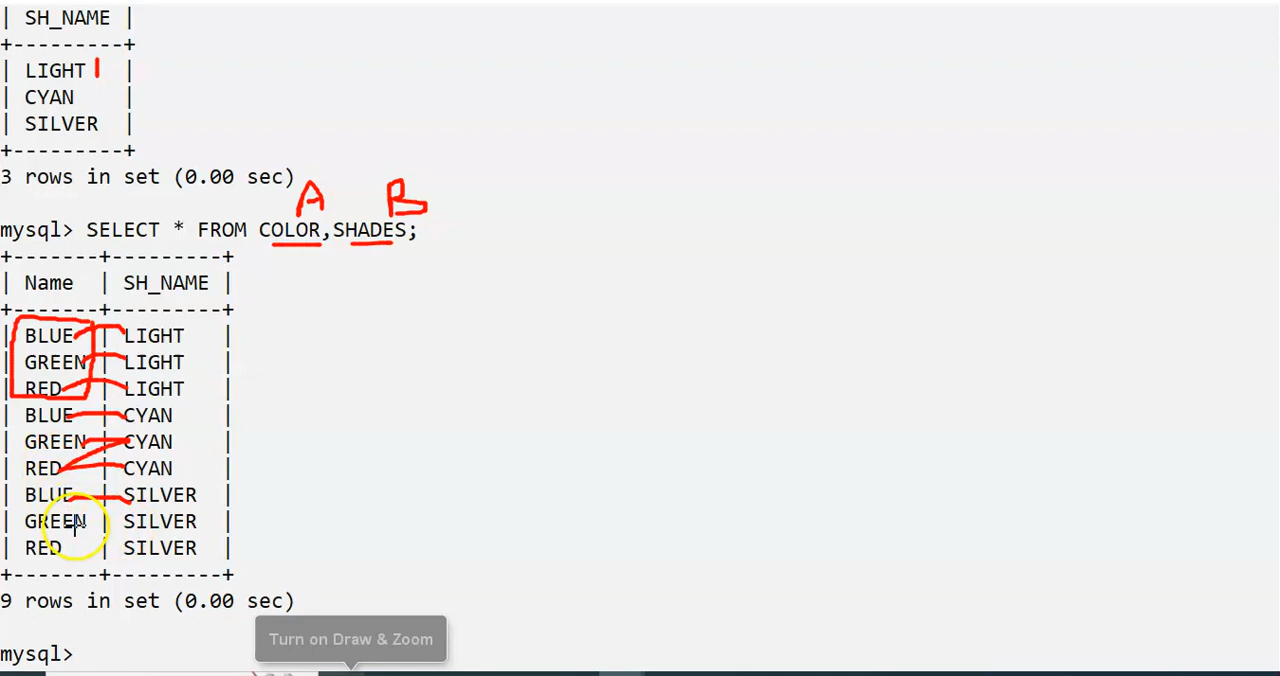 | SH_NAME |
+---------+
| LIGHT |
| CYAN |
| SILVER |
+---------+
3 rows in set (0.00 sec)
A B
mysql> SELECT * FROM COLOR,SHADES;
+-------+---------+
| Name | SH_NAME |
+-------+---------+
| BLUE | LIGHT |
| GREEN | LIGHT |
| RED | LIGHT |
| BLUE | CYAN |
| GREEN | CYAN |
| RED | CYAN |
| BLUE | SILVER |
| GREEN | SILVER |
| RED | SILVER |
+-------+---------+
9 rows in set (0.00 sec)
Turn on Draw & Zoom
mysql>